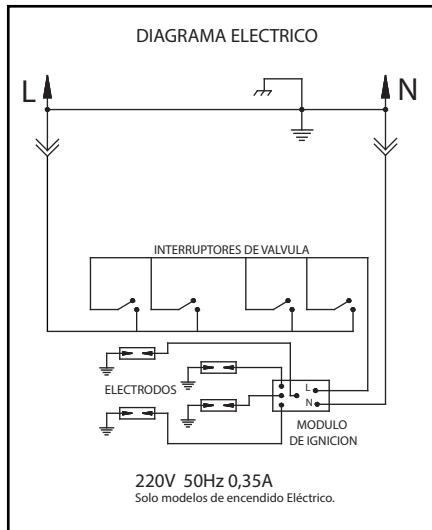 DIAGRAMA ELECTRICO
L
N
INTERRUPTORES DE VALVULA
ELECTRODOS
L
N
MODULO
DE IGNICION
220V 50Hz 0,35A
Solo modelos de encendido Eléctrico.